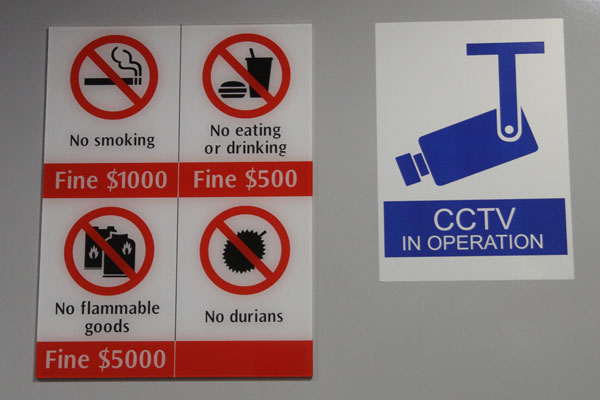 No smoking
Fine $1000
No eating
or drinking
Fine $500
No flammable
goods
Fine $5000
No durians
CCTV
IN OPERATION